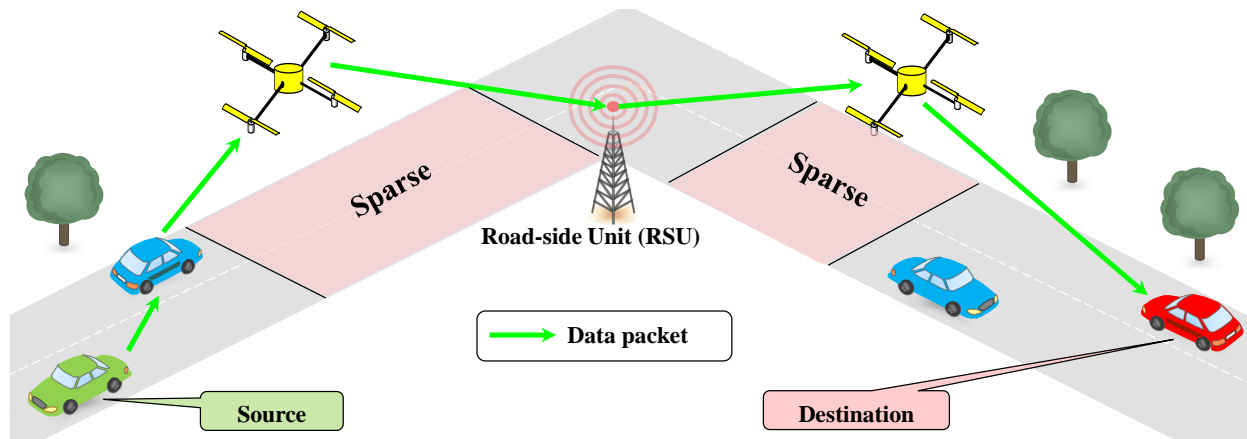 Sparse
Sparse
Road-side Unit (RSU)
Data packet
Source
Destination